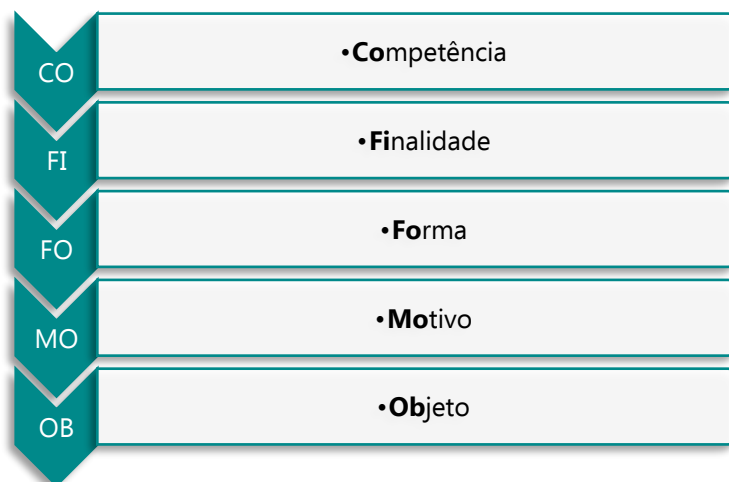 CO
•Competência
FI
•Finalidade
FO
•Forma
MO
•Motivo
OB
•Objeto